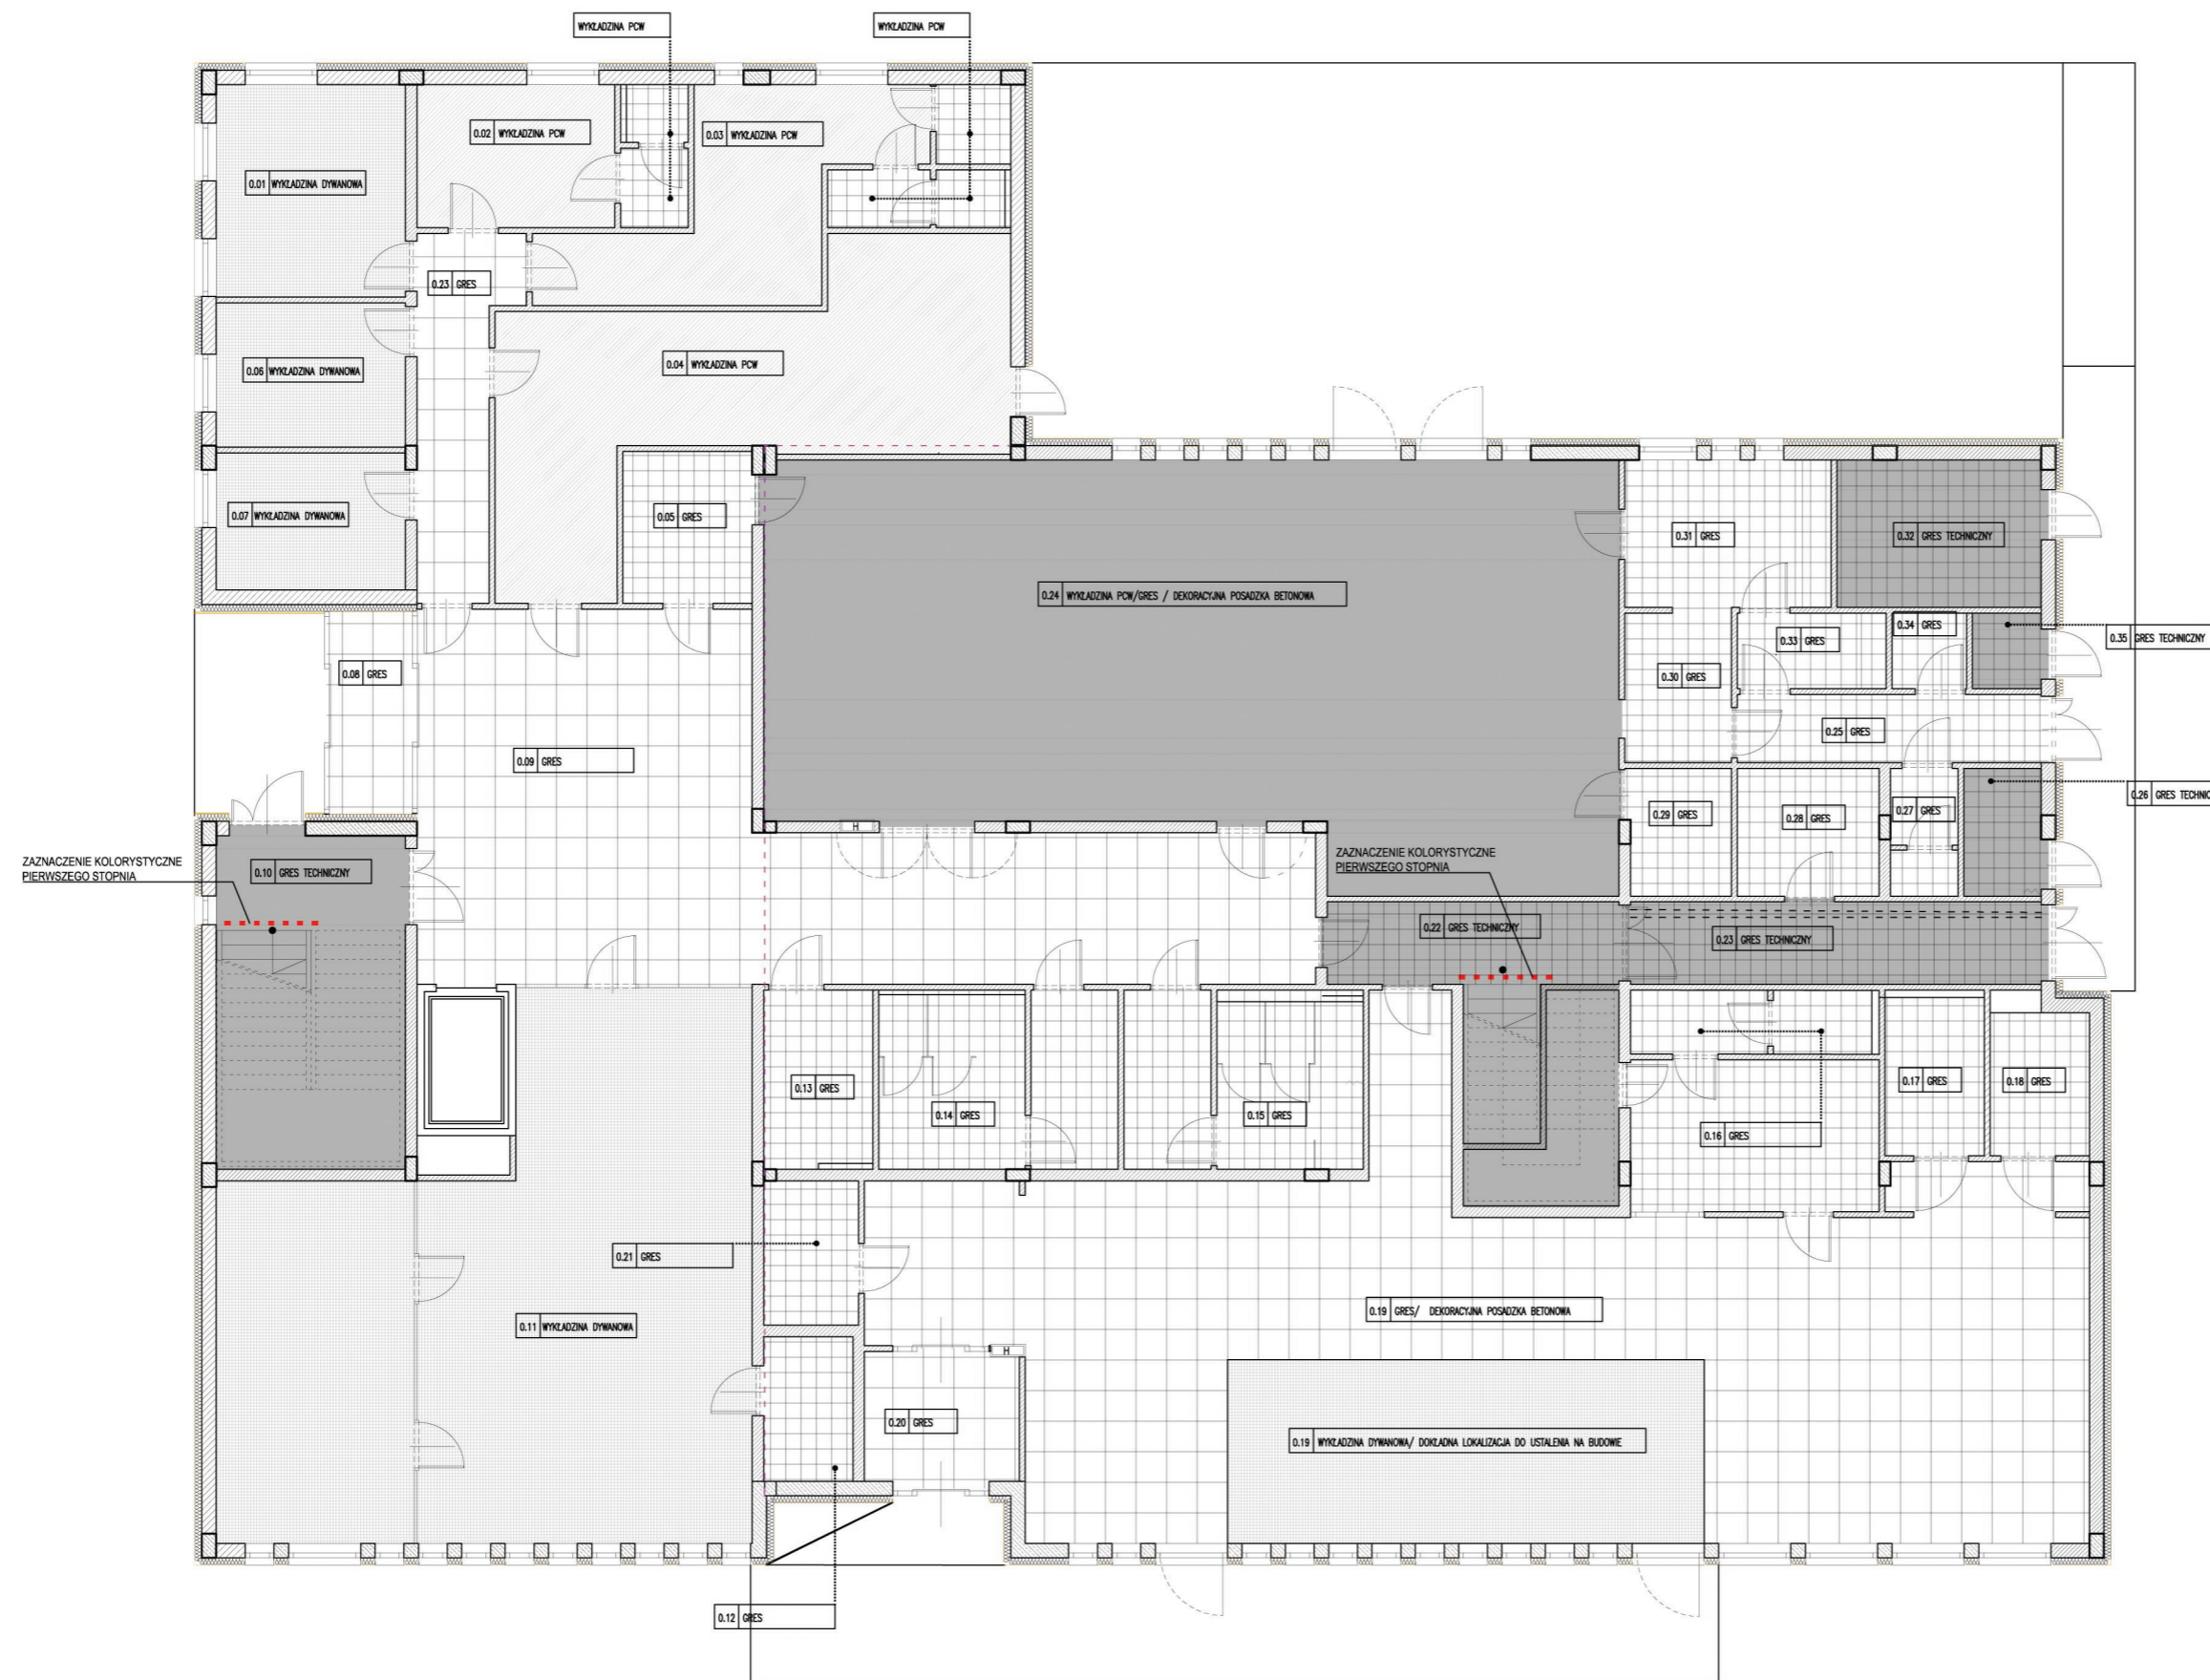 WYKŁADZINA PCW
WYKŁADZINA PCW
0.02 WYKŁADZINA PCW
0.03 WYKŁADZINA PCW
0.01 WYKŁADZINA DYWANOWA
0.23 GRES
0.04 WYKŁADZINA PCW
0.06 WYKŁADZINA DYWANOWA
0.07 WYKŁADZINA DYWANOWA
0.05 GRES
0.31 GRES
0.32 GRES TECHNICZNY
0.24 WYKŁADZINA PCW/GRES / DEKORACYJNA POSADZKA BETONOWA
0.34 GRES
0.33 GRES
0.35 GRES TECHNICZNY
0.08 GRES
0.30 GRES
0.25 GRES
0.09 GRES
0.26 GRES
0.27 GRES
0.29 GRES
0.28 GRES
H
ZAZNACZENIE KOLORYSTYCZNE
PIERWSZEGO STOPNIA
0.10 GRES TECHNICZNY
ZAZNACZENIE KOLORYSTYCZNE
PIERWSZEGO STOPNIA
0.22 GRES TECHNICZNY
0.23 GRES TECHNICZNY
0.13 GRES
0.14 GRES
0.15 GRES
0.17 GRES
0.18 GRES
0.16 GRES
0.21 GRES
0.19 GRES/ DEKORACYJNA POSADZKA BETONOWA
0.11 WYKŁADZINA DYWANOWA
H
0.20 GRES
0.19 WYKŁADZINA DYWANOWA/ DOKŁADNA LOKALIZACJA DO USTALENIA NA BUDOWIE
0.12 GRES